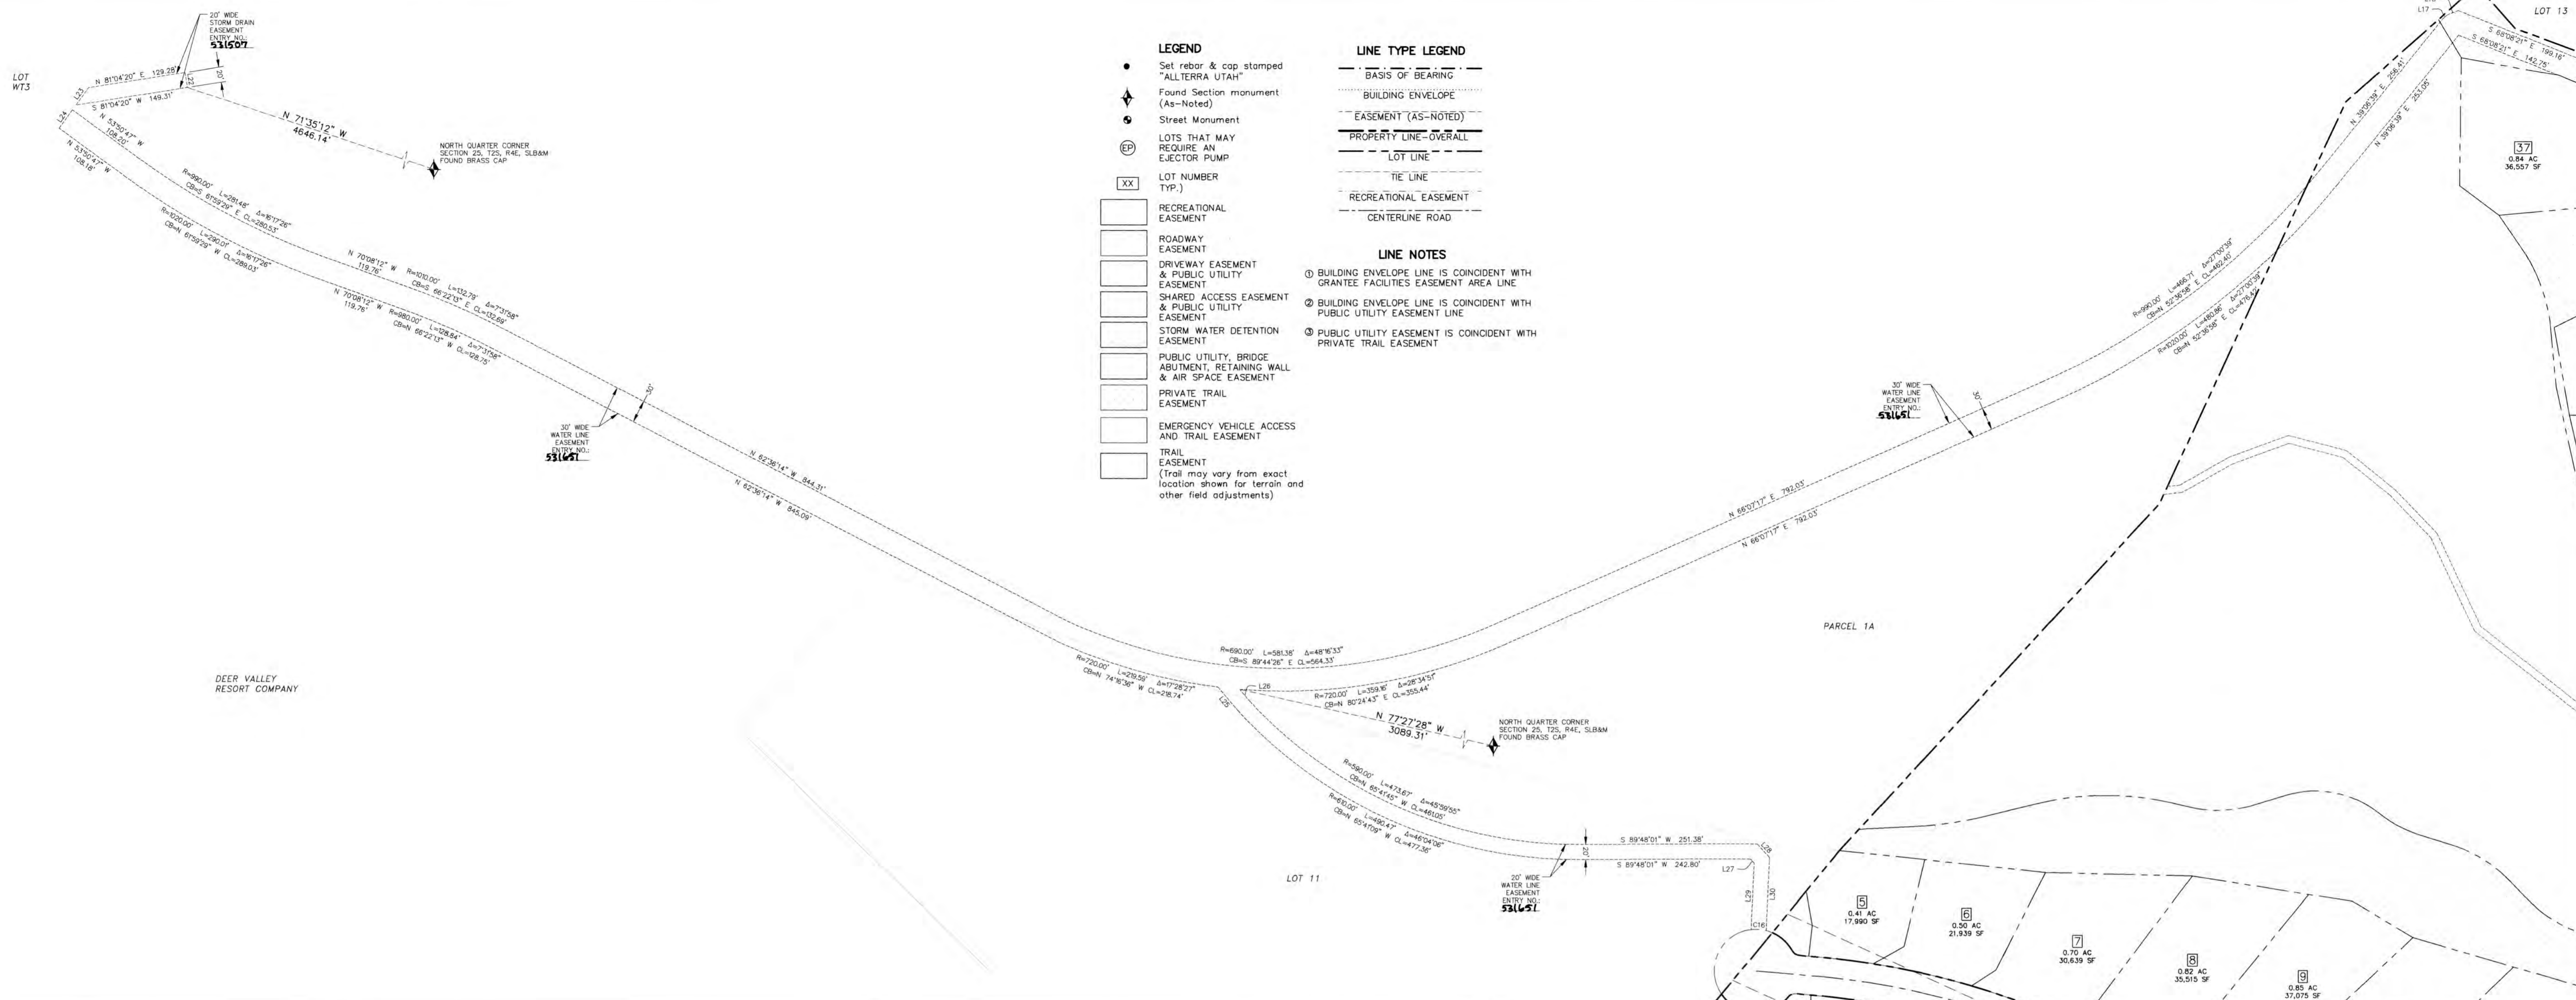 20' WIDE
STORM DRAIN
EASEMENT
ENTRY NO.:
531507
LOT
WT3
N 81°04'20" E 129.28'
L22
20'
L23
S 81°04'20" W 149.31'
L24
N 53°50'47" W
108.20'
N 53°50'47" W
108.18'
N 71°35'12" W
4646.14'
NORTH QUARTER CORNER
SECTION 25, T2S, R4E, SLB&M
FOUND BRASS CAP
R=990.00' L=281.48' Δ=16°17'26"
CB=S 61°59'29" E CL=280.53'
R=1020.00' L=290.01' Δ=16°17'26"
CB=N 61°59'29" W CL=289.03'
N 70°08'12" W
119.76'
R=1010.00' L=132.79' Δ=7°31'58"
CB=S 66°22'13" E CL=132.69'
N 70°08'12" W
119.76'
R=980.00' L=128.84' Δ=7°31'58"
CB=N 66°22'13" W CL=128.75'
30'
30' WIDE
WATER LINE
EASEMENT
ENTRY NO.:
531651
N 62°36'14" W 844.31'
N 62°36'14" W 845.09'
DEER VALLEY
RESORT COMPANY
LEGEND
Set rebar & cap stamped
"ALLTERRA UTAH"
Found Section monument
(As-Noted)
Street Monument
EP
LOTS THAT MAY
REQUIRE AN
EJECTOR PUMP
XX
LOT NUMBER
TYP.)
RECREATIONAL
EASEMENT
ROADWAY
EASEMENT
DRIVEWAY EASEMENT
& PUBLIC UTILITY
EASEMENT
SHARED ACCESS EASEMENT
& PUBLIC UTILITY
EASEMENT
STORM WATER DETENTION
EASEMENT
PUBLIC UTILITY, BRIDGE
ABUTMENT, RETAINING WALL
& AIR SPACE EASEMENT
PRIVATE TRAIL
EASEMENT
EMERGENCY VEHICLE ACCESS
AND TRAIL EASEMENT
TRAIL
EASEMENT
(Trail may vary from exact
location shown for terrain and
other field adjustments)
LINE TYPE LEGEND
BASIS OF BEARING
BUILDING ENVELOPE
EASEMENT (AS-NOTED)
PROPERTY LINE-OVERALL
LOT LINE
TIE LINE
RECREATIONAL EASEMENT
CENTERLINE ROAD
LINE NOTES
① BUILDING ENVELOPE LINE IS COINCIDENT WITH
GRANTEE FACILITIES EASEMENT AREA LINE
② BUILDING ENVELOPE LINE IS COINCIDENT WITH
PUBLIC UTILITY EASEMENT LINE
③ PUBLIC UTILITY EASEMENT IS COINCIDENT WITH
PRIVATE TRAIL EASEMENT
R=690.00' L=581.38' Δ=48°16'33"
CB=S 89°44'26" E CL=564.33'
R=720.00' L=219.59' Δ=17°28'27"
CB=N 74°16'36" W CL=218.74'
L25
L26
R=720.00' L=359.16' Δ=28°34'51"
CB=N 80°24'43" E CL=355.44'
N 77°27'28" W
3089.31'
NORTH QUARTER CORNER
SECTION 25, T2S, R4E, SLB&M
FOUND BRASS CAP
R=590.00' L=473.67' Δ=45°59'55"
CB=N 65°41'45" W CL=461.05'
R=610.00' L=490.47' Δ=46°04'06"
CB=N 65°41'09" W CL=477.36'
S 89°48'01" W 251.38'
20'
S 89°48'01" W 242.80'
L27
L28
L29
L30
C16
20' WIDE
WATER LINE
EASEMENT
ENTRY NO.:
531651
LOT 11
N 66°07'17" E 792.03'
N 66°07'17" E 792.03'
30' WIDE
WATER LINE
EASEMENT
ENTRY NO.:
531651
30'
R=990.00' L=466.71' Δ=27°00'39"
CB=N 52°36'58" E CL=462.40'
R=1020.00' L=480.86' Δ=27°00'39"
CB=N 52°36'58" E CL=476.42'
N 39°06'39" E 256.41'
N 39°06'39" E 253.05'
L17
S 68°08'21" E 199.16'
S 68°08'21" E 142.75'
LOT 13
37
0.84 AC
36,557 SF
PARCEL 1A
5
0.41 AC
17,990 SF
6
0.50 AC
21,939 SF
7
0.70 AC
30,639 SF
8
0.82 AC
35,515 SF
9
0.85 AC
37,075 SF